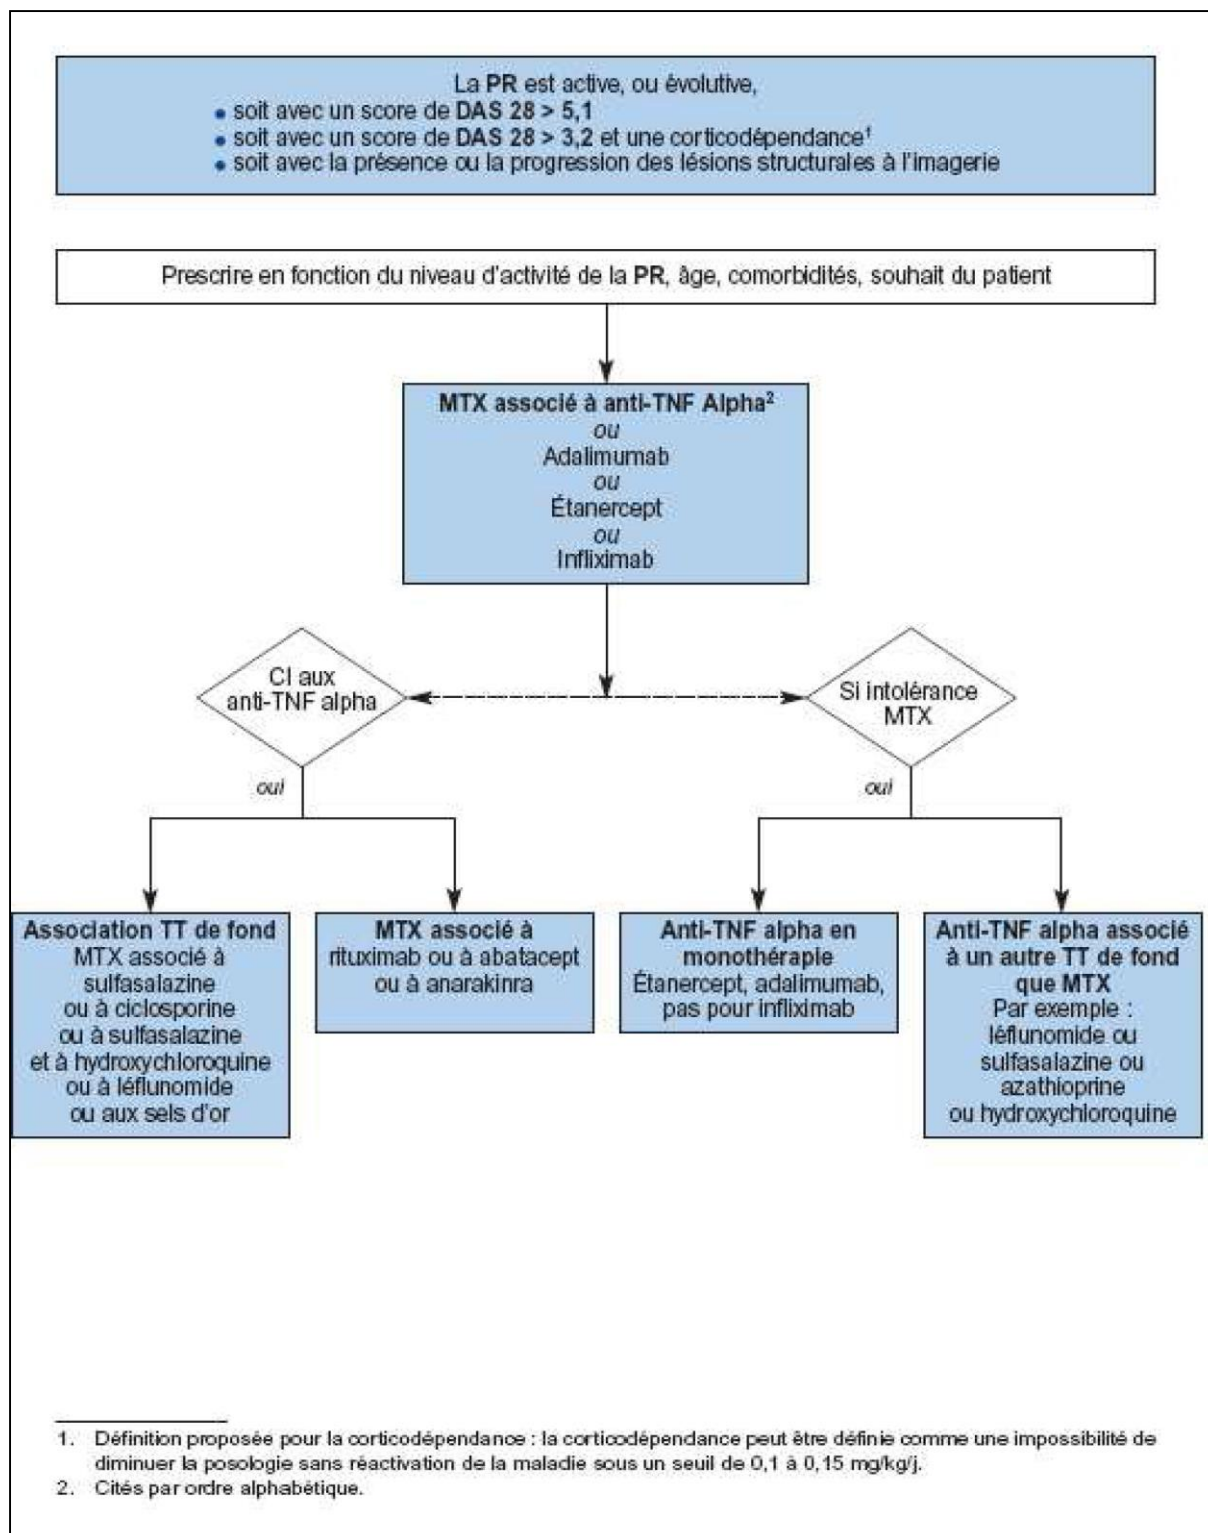 La PR est active, ou évolutive,
• soit avec un score de DAS 28 > 5,1
• soit avec un score de DAS 28 > 3,2 et une corticodépendance¹
• soit avec la présence ou la progression des lésions structurales à l'imagerie
Prescrire en fonction du niveau d'activité de la PR, âge, comorbidités, souhait du patient
MTX associé à anti-TNF Alpha²
ou
Adalimumab
ou
Étanercept
ou
Infliximab
CI aux
anti-TNF alpha
Si intolérance
MTX
oui
oui
Association TT de fond
MTX associé à
sulfasalazine
ou à ciclosporine
ou à sulfasalazine
et à hydroxychloroquine
ou à léflunomide
ou aux sels d'or
MTX associé à
rituximab ou à abatacept
ou à anarakinra
Anti-TNF alpha en
monothérapie
Étanercept, adalimumab,
pas pour infliximab
Anti-TNF alpha associé
à un autre TT de fond
que MTX
Par exemple :
léflunomide ou
sulfasalazine ou
azathioprine
ou hydroxychloroquine
1. Définition proposée pour la corticodépendance : la corticodépendance peut être définie comme une impossibilité de
diminuer la posologie sans réactivation de la maladie sous un seuil de 0,1 à 0,15 mg/kg/j.
2. Cités par ordre alphabétique.